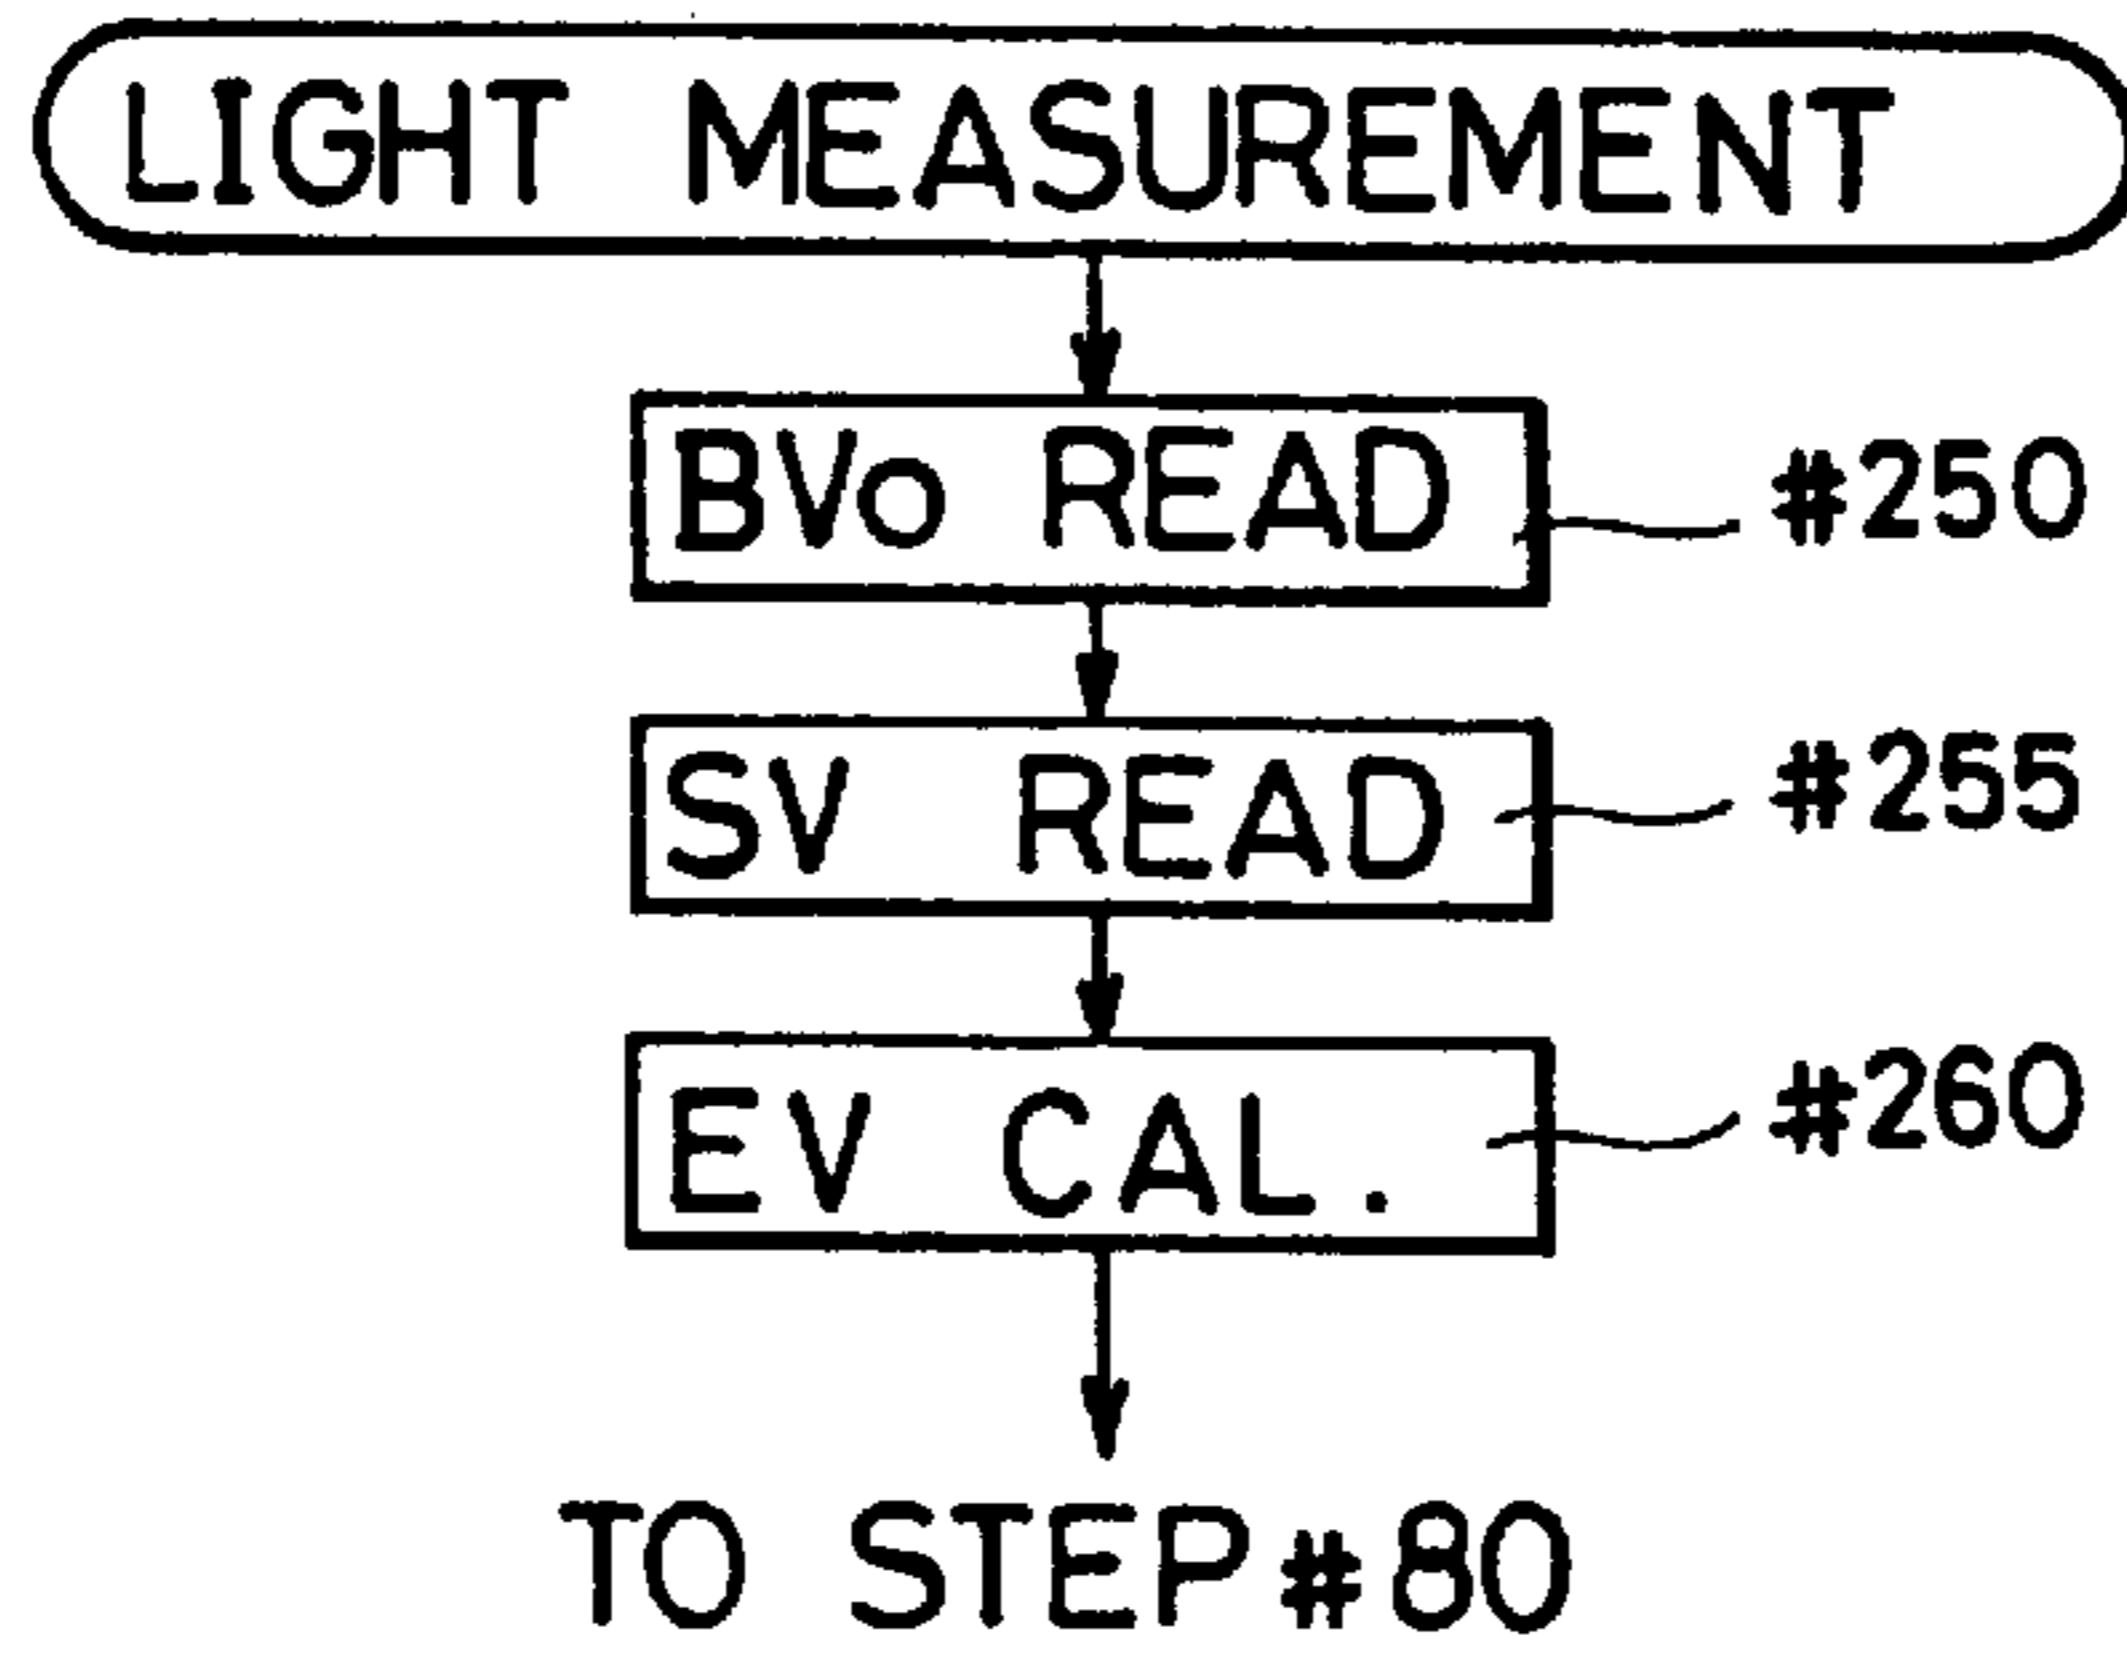 LIGHT MEASUREMENT
BVo READ
#250
SV READ
#255
EV CAL.
#260
TO STEP #80